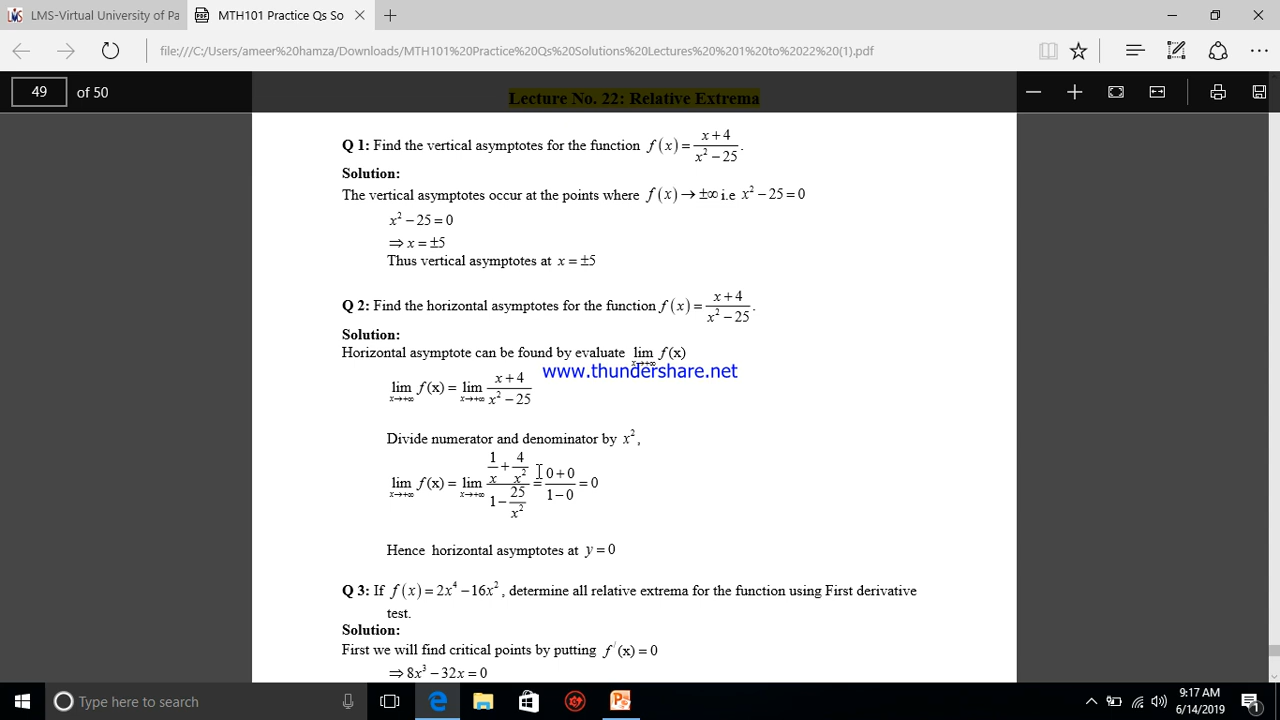 LMS-Virtual University of Pa
MTH101 Practice Qs So
file:///C:/Users/ameer%20hamza/Downloads/MTH101%20Practice%20Qs%20Solutions%20Lectures%20%201%20to%2022%20(1).pdf
49 of 50
Lecture No. 22: Relative Extrema
Q 1: Find the vertical asymptotes for the function f(x) = (x+4)/(x² − 25).
Solution:
The vertical asymptotes occur at the points where f(x) → ±∞ i.e x² − 25 = 0
x² − 25 = 0
⇒ x = ±5
Thus vertical asymptotes at x = ±5
Q 2: Find the horizontal asymptotes for the function f(x) = (x+4)/(x² − 25).
Solution:
Horizontal asymptote can be found by evaluate lim x→+∞ f(x)
www.thundershare.net
lim x→+∞ f(x) = lim x→+∞ (x+4)/(x² − 25)
Divide numerator and denominator by x²,
lim x→+∞ f(x) = lim x→+∞ (1/x + 4/x²)/(1 − 25/x²) = (0+0)/(1−0) = 0
Hence horizontal asymptotes at y = 0
Q 3: If f(x) = 2x⁴ − 16x², determine all relative extrema for the function using First derivative
test.
Solution:
First we will find critical points by putting f′(x) = 0
⇒ 8x³ − 32x = 0
Type here to search
9:17 AM
6/14/2019
1